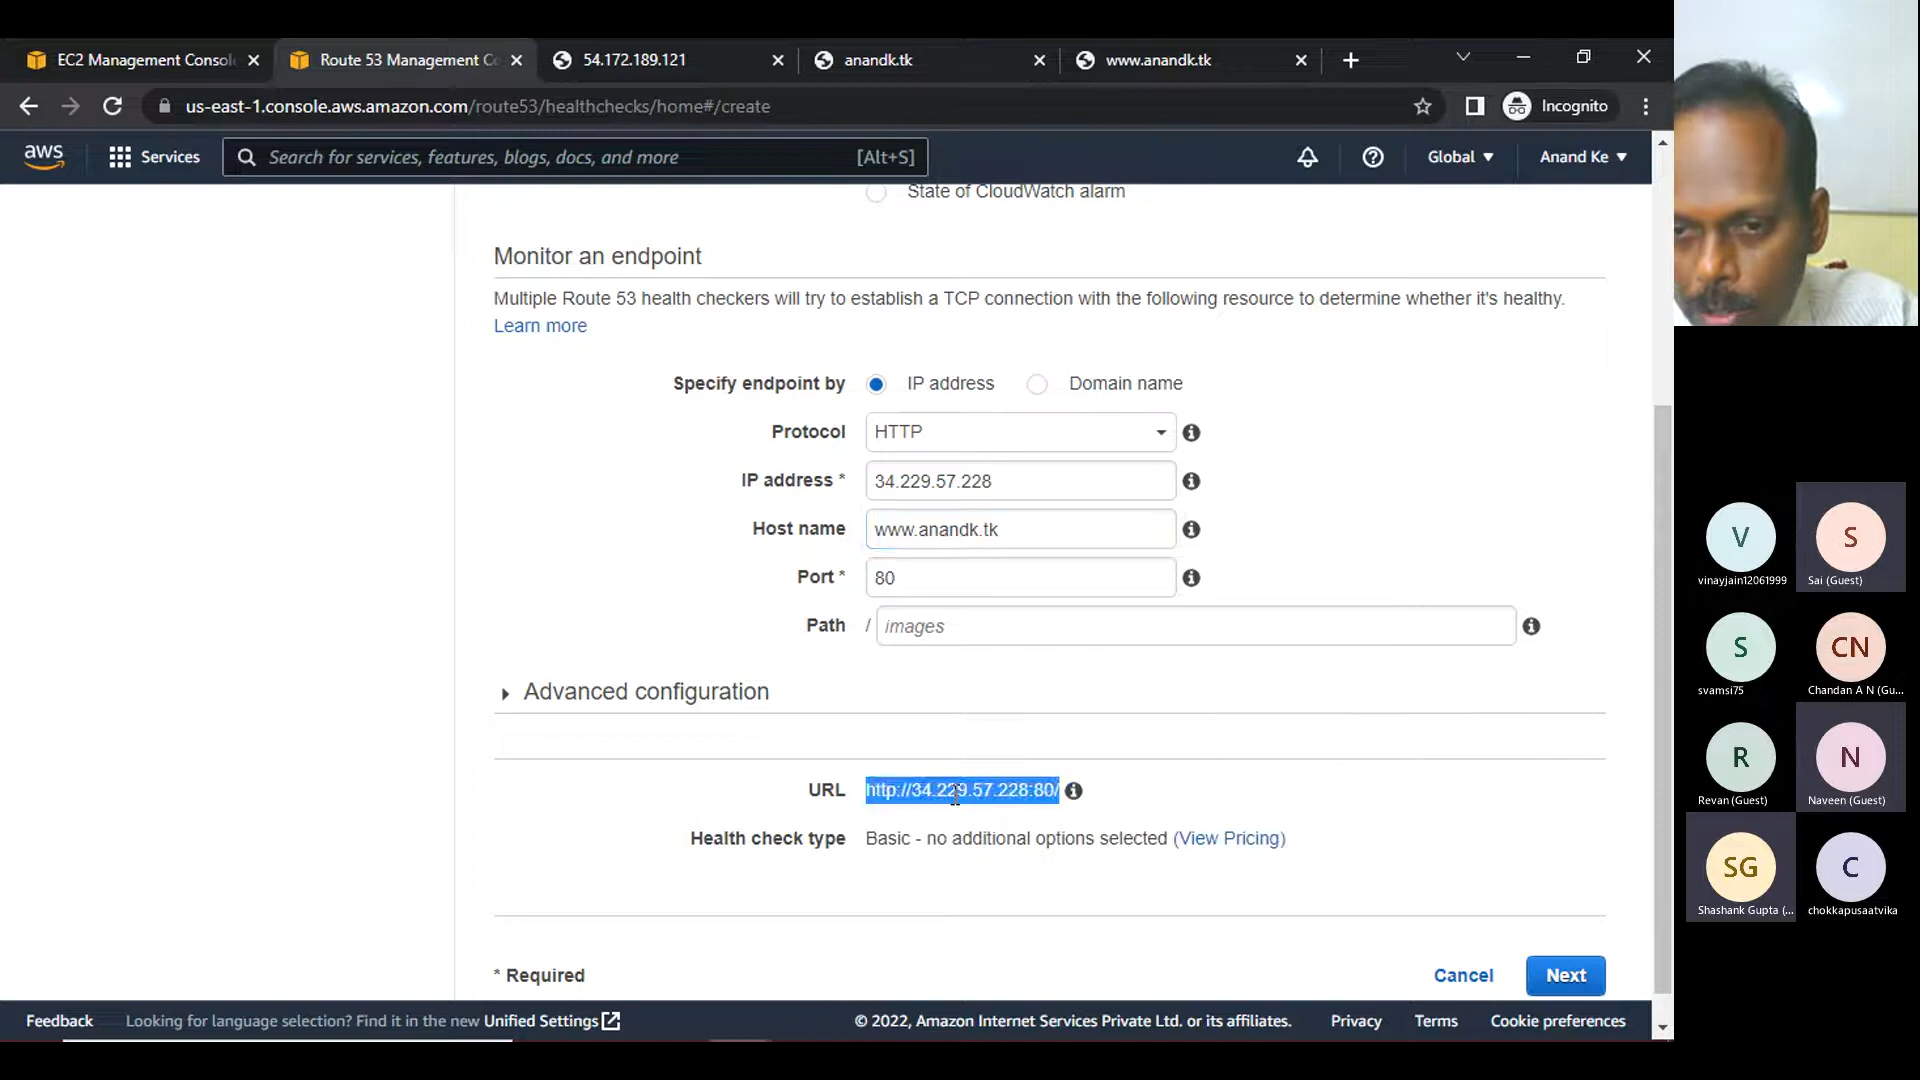 EC2 Management Consol
Route 53 Management Co
54.172.189.121
anandk.tk
www.anandk.tk
us-east-1.console.aws.amazon.com/route53/healthchecks/home#/create
Incognito
aws
Services
Search for services, features, blogs, docs, and more
[Alt+S]
Global
Anand Ke
State of CloudWatch alarm
Monitor an endpoint
Multiple Route 53 health checkers will try to establish a TCP connection with the following resource to determine whether it's healthy.
Learn more
Specify endpoint by IP address Domain name
Protocol HTTP
IP address * 34.229.57.228
Host name www.anandk.tk
Port * 80
Path / images
Advanced configuration
URL http://34.229.57.228:80/
Health check type Basic - no additional options selected (View Pricing)
* Required
Cancel
Next
Feedback
Looking for language selection? Find it in the new Unified Settings
© 2022, Amazon Internet Services Private Ltd. or its affiliates.
Privacy
Terms
Cookie preferences
V
vinayjain12061999
S
Sai (Guest)
S
svamsi75
CN
Chandan A N (Gu...
R
Revan (Guest)
N
Naveen (Guest)
SG
Shashank Gupta (...
C
chokkapusaatvika